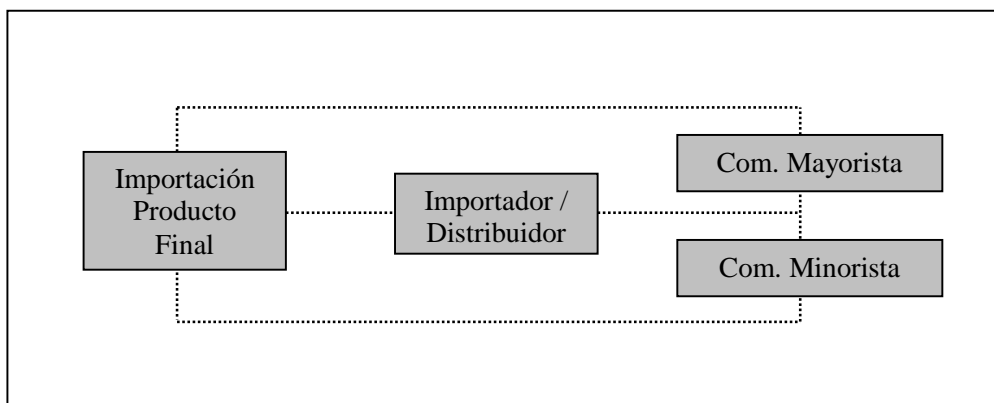 Importación
Producto
Final
Importador /
Distribuidor
Com. Mayorista
Com. Minorista